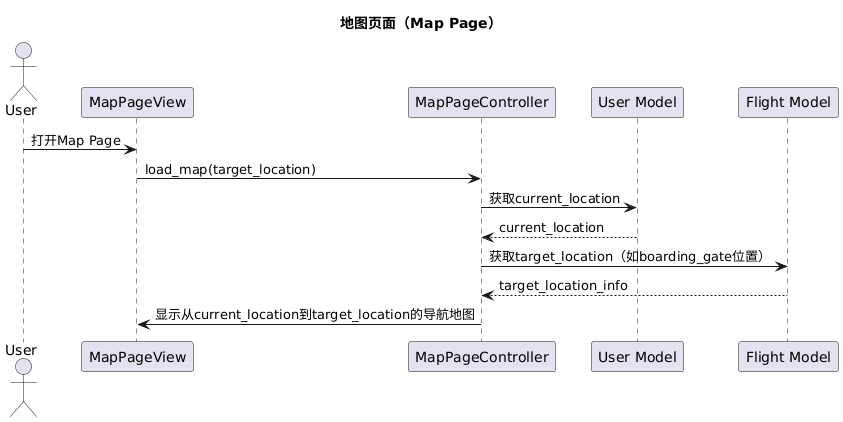 地图页面（Map Page）
User
MapPageView
MapPageController
User Model
Flight Model
打开Map Page
load_map(target_location)
获取current_location
current_location
获取target_location（如boarding_gate位置）
target_location_info
显示从current_location到target_location的导航地图
User
MapPageView
MapPageController
User Model
Flight Model